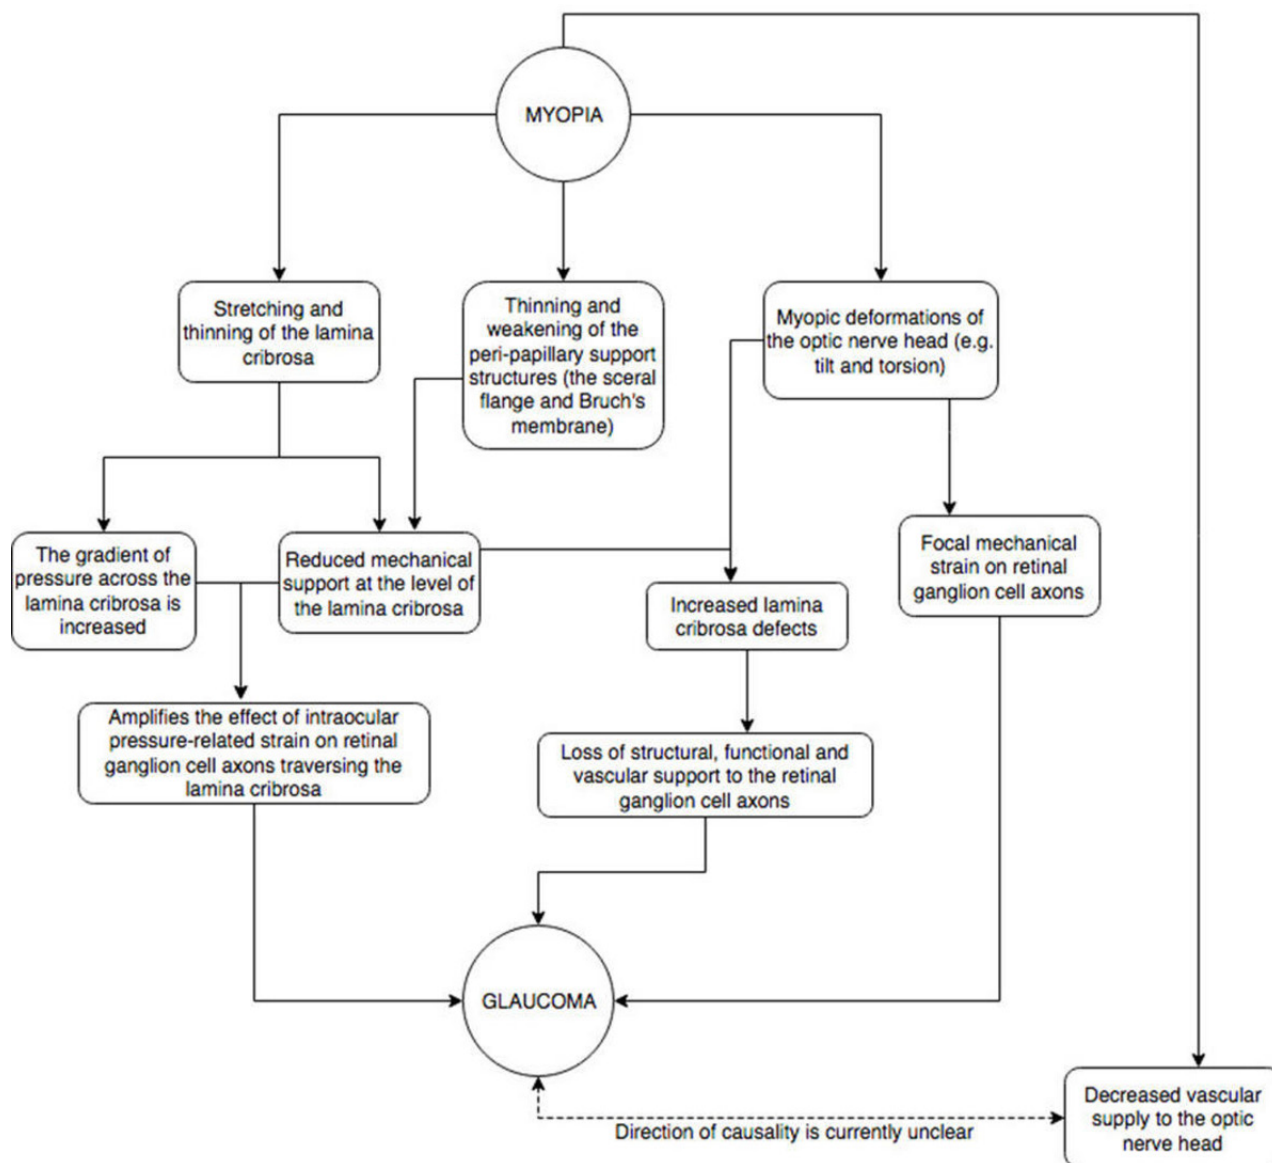 MYOPIA
Stretching and
thinning of the lamina
cribrosa
Thinning and
weakening of the
peri-papillary support
structures (the sceral
flange and Bruch's
membrane)
Myopic deformations of
the optic nerve head (e.g.
tilt and torsion)
The gradient of
pressure across the
lamina cribrosa is
increased
Reduced mechanical
support at the level of
the lamina cribrosa
Increased lamina
cribrosa defects
Focal mechanical
strain on retinal
ganglion cell axons
Amplifies the effect of intraocular
pressure-related strain on retinal
ganglion cell axons traversing the
lamina cribrosa
Loss of structural, functional and
vascular support to the retinal
ganglion cell axons
GLAUCOMA
Decreased vascular
supply to the optic
nerve head
Direction of causality is currently unclear